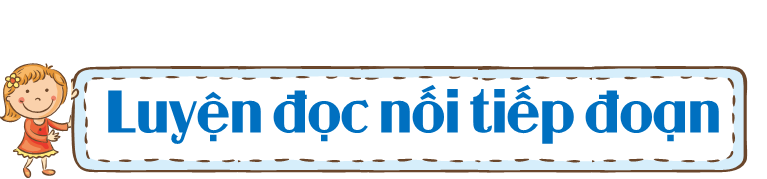 Luyện đọc nối tiếp đoạn